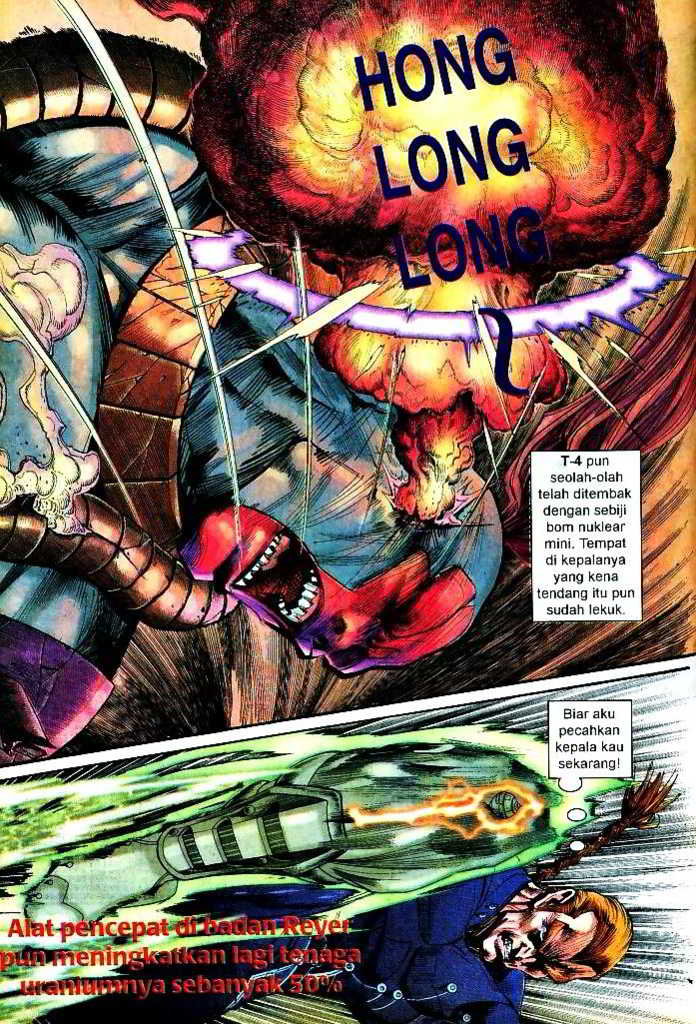 HONG
LONG
LONG
~
T-4 pun
seolah-olah
telah ditembak
dengan sebiji
bom nuklear
mini. Tempat
di kepalanya
yang kena
tendang itu pun
sudah lekuk.
Biar aku
pecahkan
kepala kau
sekarang!
Alat pencepat di badan Reyer
pun meningkatkan lagi tenaga
uraniumnya sebanyak 50%